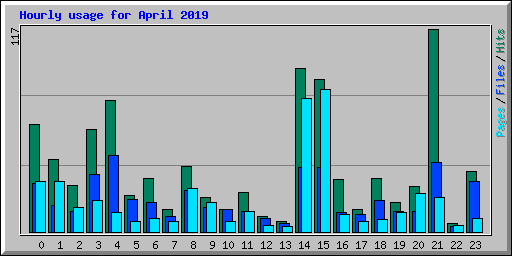 Hourly usage for April 2019
117
Pages/Files/Hits
0 1 2 3 4 5 6 7 8 9 10 11 12 13 14 15 16 17 18 19 20 21 22 23